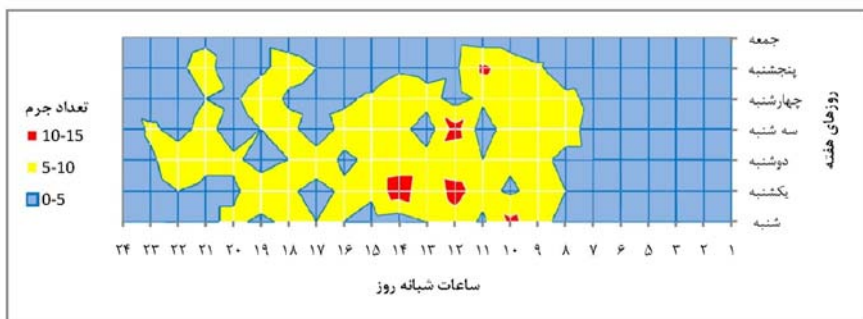 تعداد جرم
10-15
5-10
0-5
جمعه
پنجشنبه
چهارشنبه
سه شنبه
دوشنبه
یکشنبه
شنبه
روزهای هفته
۲۴ ۲۳ ۲۲ ۲۱ ۲۰ ۱۹ ۱۸ ۱۷ ۱۶ ۱۵ ۱۴ ۱۳ ۱۲ ۱۱ ۱۰ ۹ ۸ ۷ ۶ ۵ ۴ ۳ ۲ ۱
ساعات شبانه روز